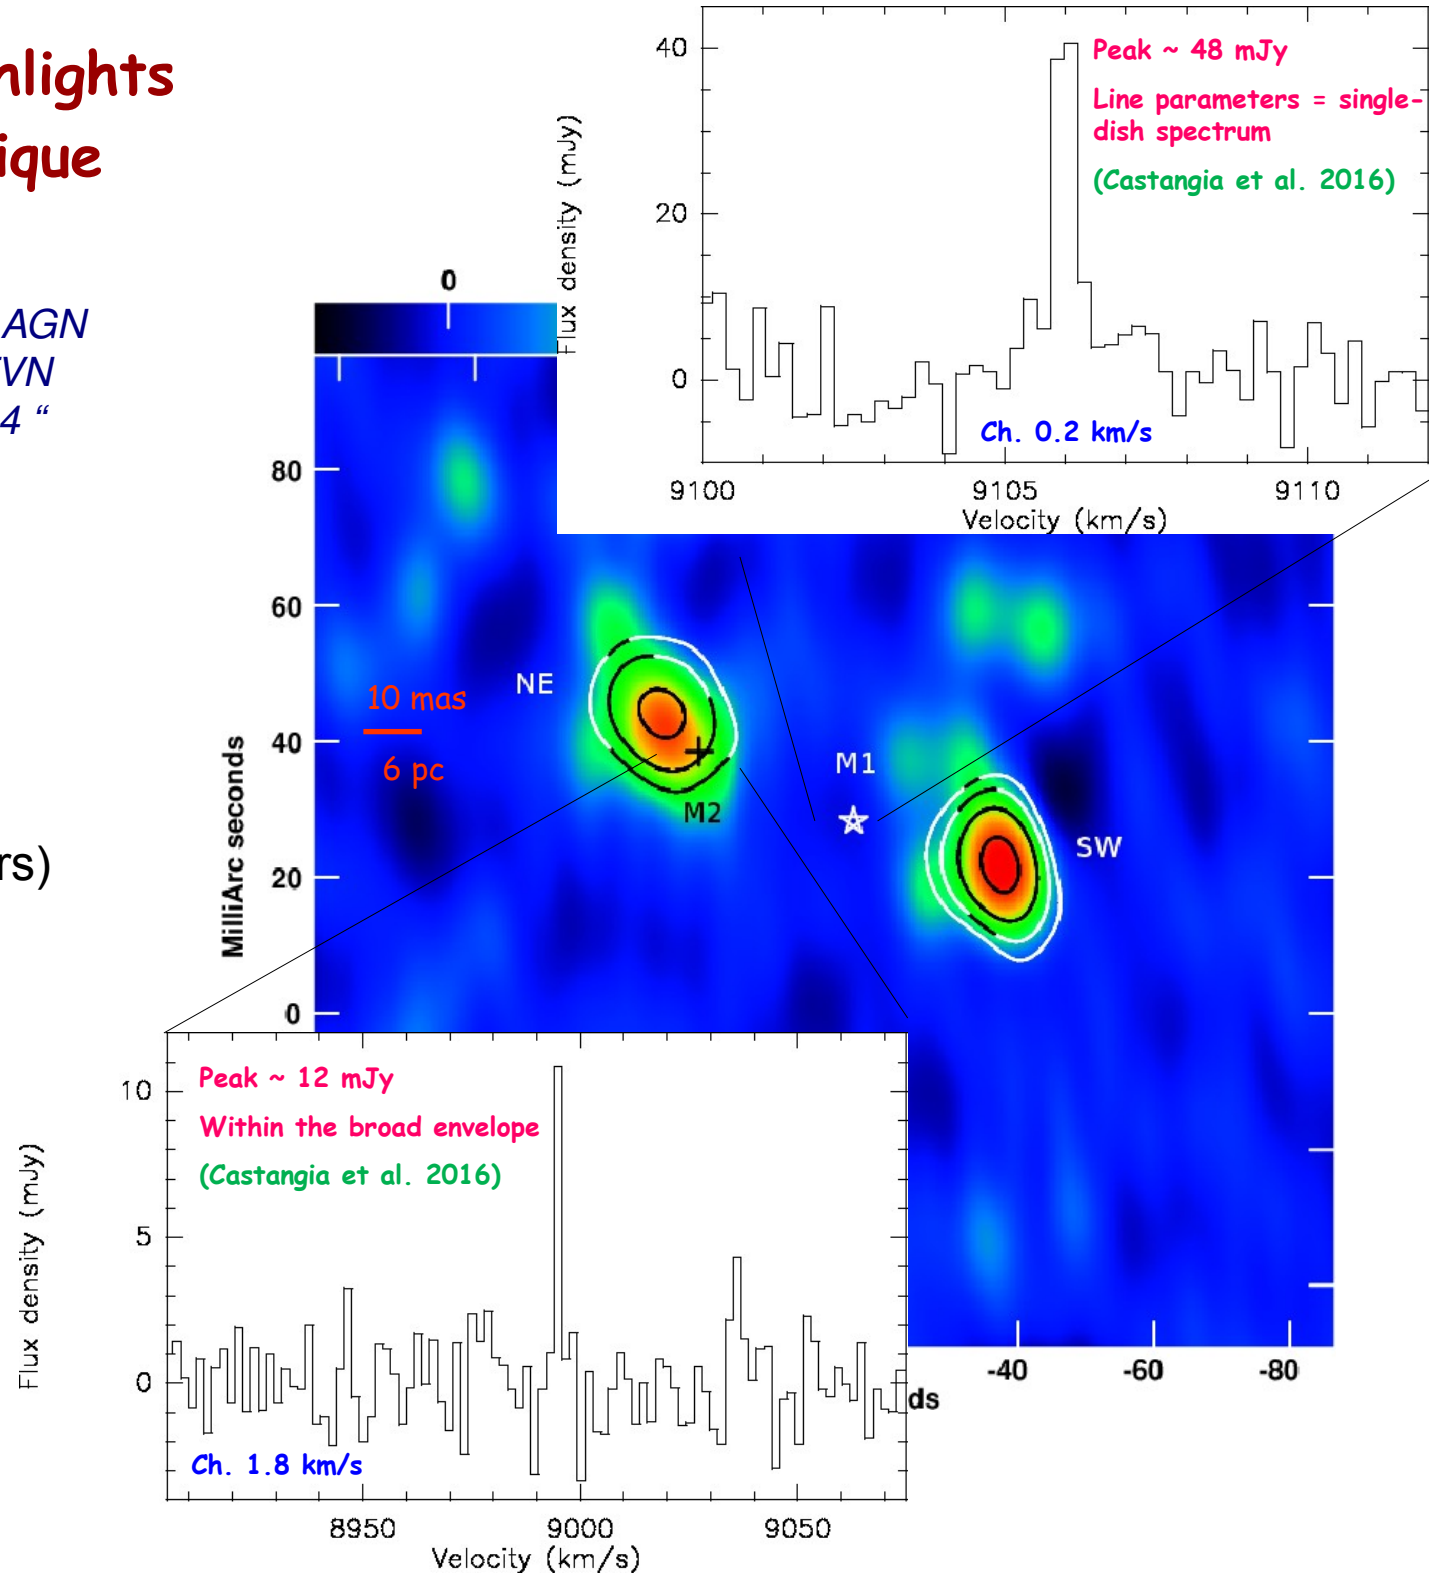 hlights
ique
AGN
VN
4 “
rs)
0
40
20
0
Flux density (mJy)
Peak ~ 48 mJy
Line parameters = single-
dish spectrum
(Castangia et al. 2016)
Ch. 0.2 km/s
9100 9105 9110
Velocity (km/s)
80
60
40
20
0
MilliArc seconds
NE
10 mas
6 pc
M2
M1
SW
-40 -60 -80
ds
10
5
0
Flux density (mJy)
Peak ~ 12 mJy
Within the broad envelope
(Castangia et al. 2016)
Ch. 1.8 km/s
8950 9000 9050
Velocity (km/s)